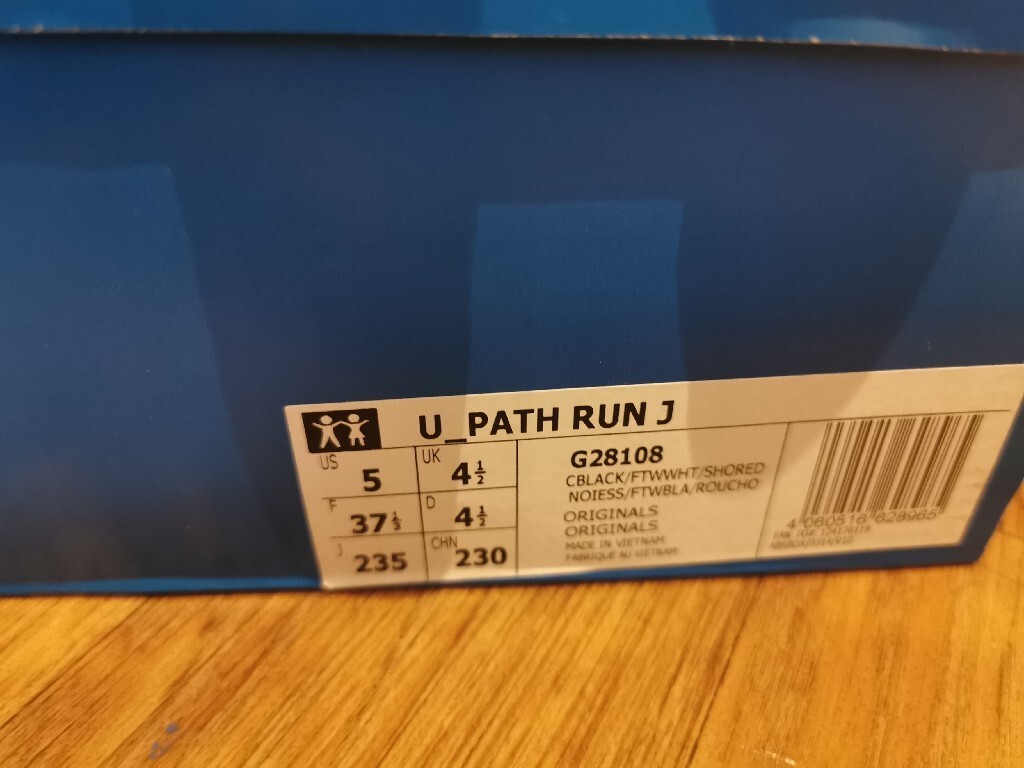 U_PATH RUN J
US 5 UK 4½
F 37⅓ D 4½
J 235 CHN 230
G28108
CBLACK/FTWWHT/SHORED
NOIESS/FTWBLA/ROUCHO
ORIGINALS
ORIGINALS
MADE IN VIETNAM
FABRIQUE AU VIETNAM
4 060516 628965